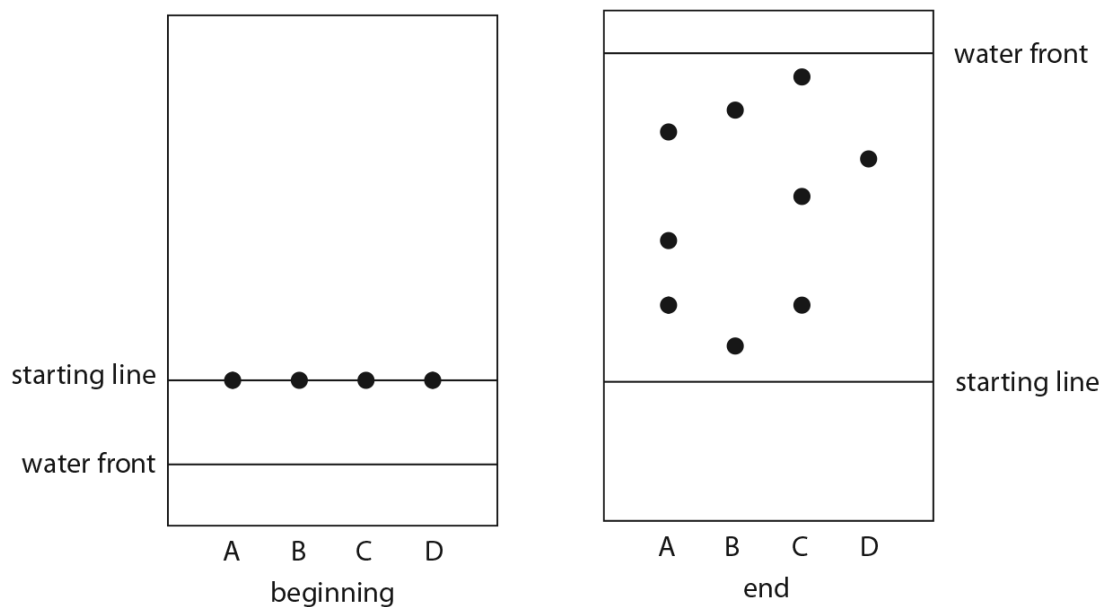 starting line
water front
A B C D
beginning
water front
starting line
A B C D
end